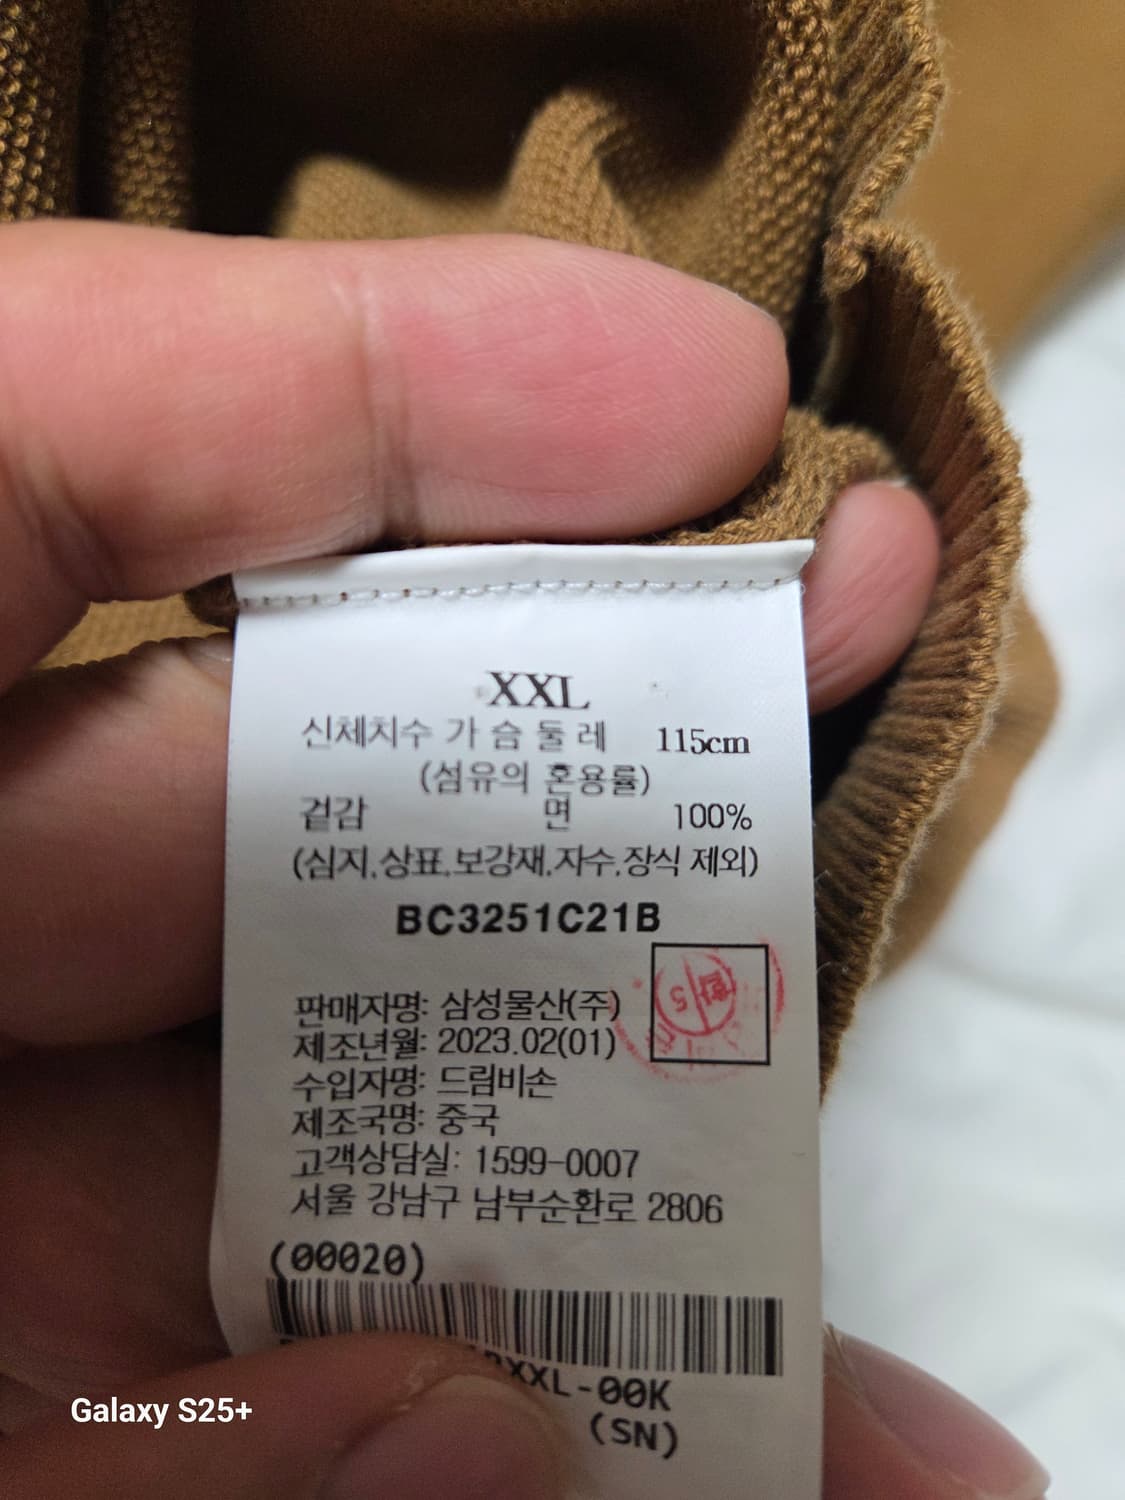 XXL
신체치수 가 슴 둘 레 115cm
(섬유의 혼용률)
겉감 면 100%
(심지,상표,보강재,자수,장식 제외)
BC3251C21B
판매자명: 삼성물산(주)
제조년월: 2023.02(01)
수입자명: 드림비손
제조국명: 중국
고객상담실: 1599-0007
서울 강남구 남부순환로 2806
(00020)
XXL-00K
(SN)
Galaxy S25+